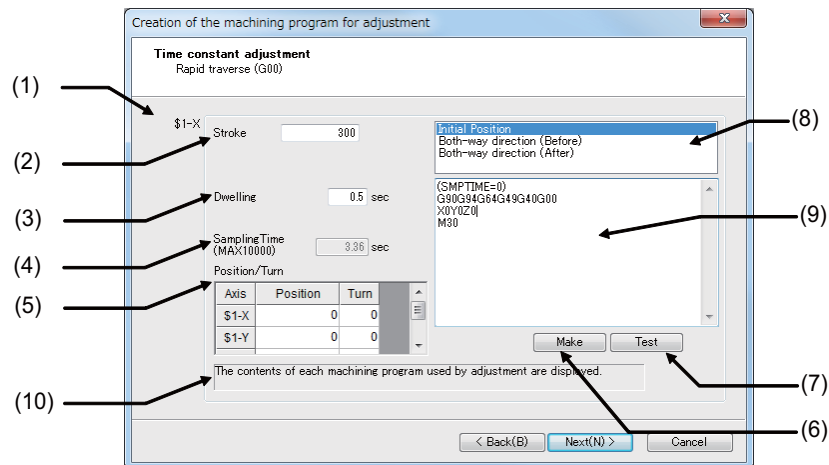 Creation of the machining program for adjustment
Time constant adjustment
Rapid traverse (G00)
(1)
$1-X
(2)
Stroke
300
Initial Position
Both-way direction (Before)
Both-way direction (After)
(8)
(3)
Dwelling
0.5 sec
(SMPTIME=0)
G90G94G64G49G40G00
X0Y0Z0
M30
(9)
(4)
SamplingTime
(MAX10000)
3.36 sec
(5)
Position/Turn
Axis Position Turn
$1-X 0 0
$1-Y 0 0
Make Test
(7)
(10)
The contents of each machining program used by adjustment are displayed.
(6)
< Back(B) Next(N) > Cancel